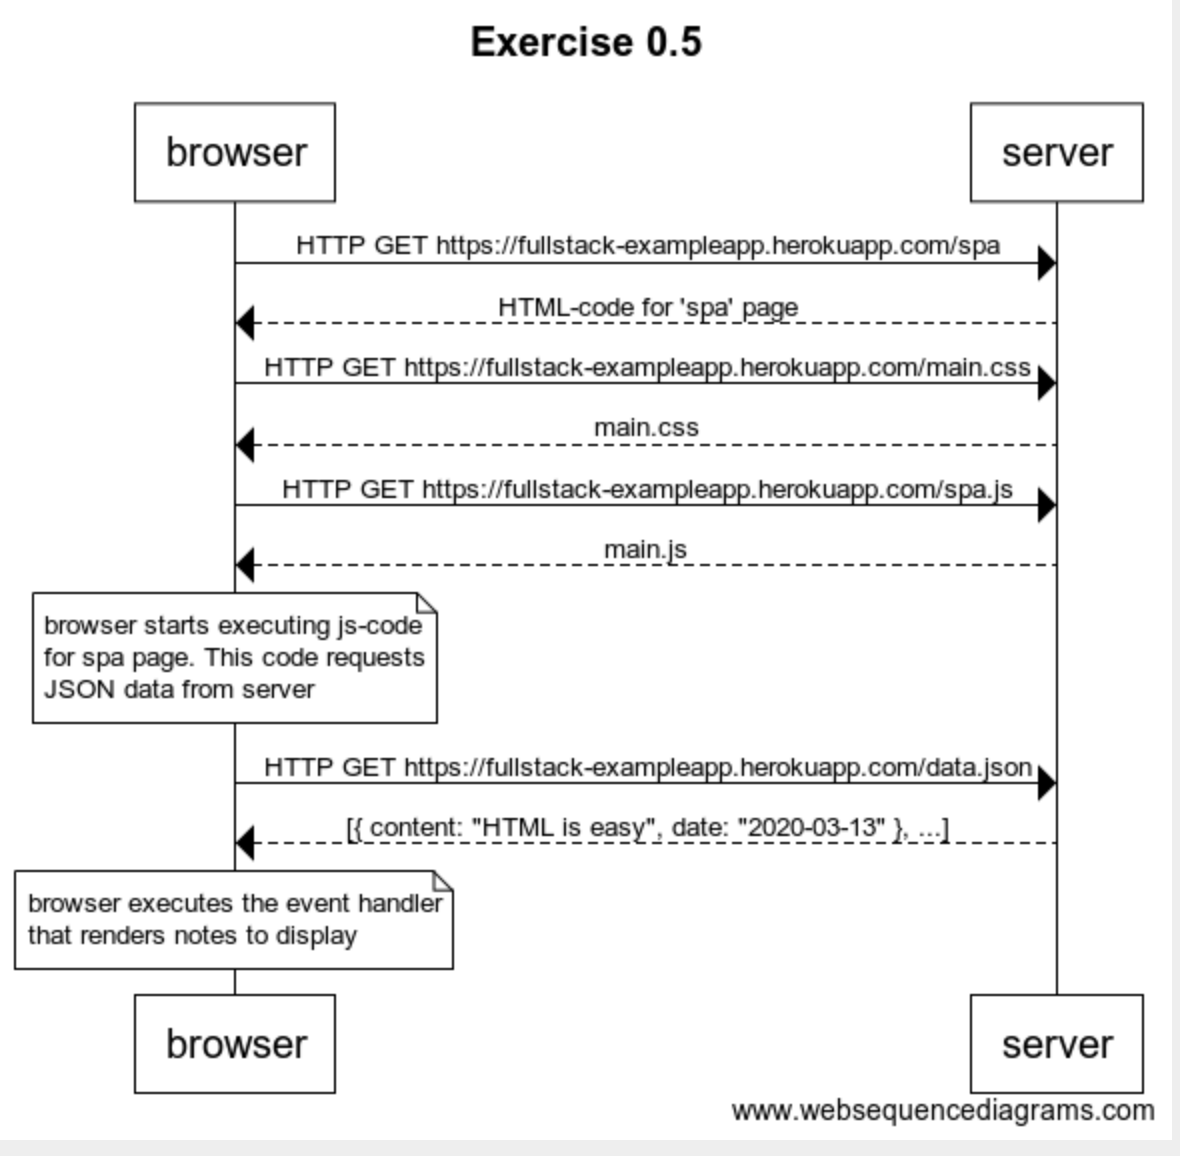 Exercise 0.5
browser
server
HTTP GET https://fullstack-exampleapp.herokuapp.com/spa
HTML-code for 'spa' page
HTTP GET https://fullstack-exampleapp.herokuapp.com/main.css
main.css
HTTP GET https://fullstack-exampleapp.herokuapp.com/spa.js
main.js
browser starts executing js-code
for spa page. This code requests
JSON data from server
HTTP GET https://fullstack-exampleapp.herokuapp.com/data.json
[{ content: "HTML is easy", date: "2020-03-13" }, ...]
browser executes the event handler
that renders notes to display
browser
server
www.websequencediagrams.com